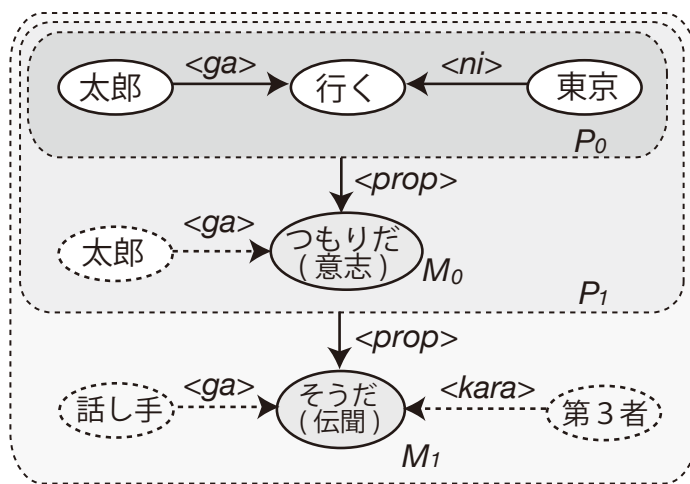 <ga> <ni>
太郎 行く 東京
P0
<prop>
<ga> つもりだ
太郎 (意志) M0
P1
<prop>
<ga> そうだ <kara>
話し手 (伝聞) 第3者
M1